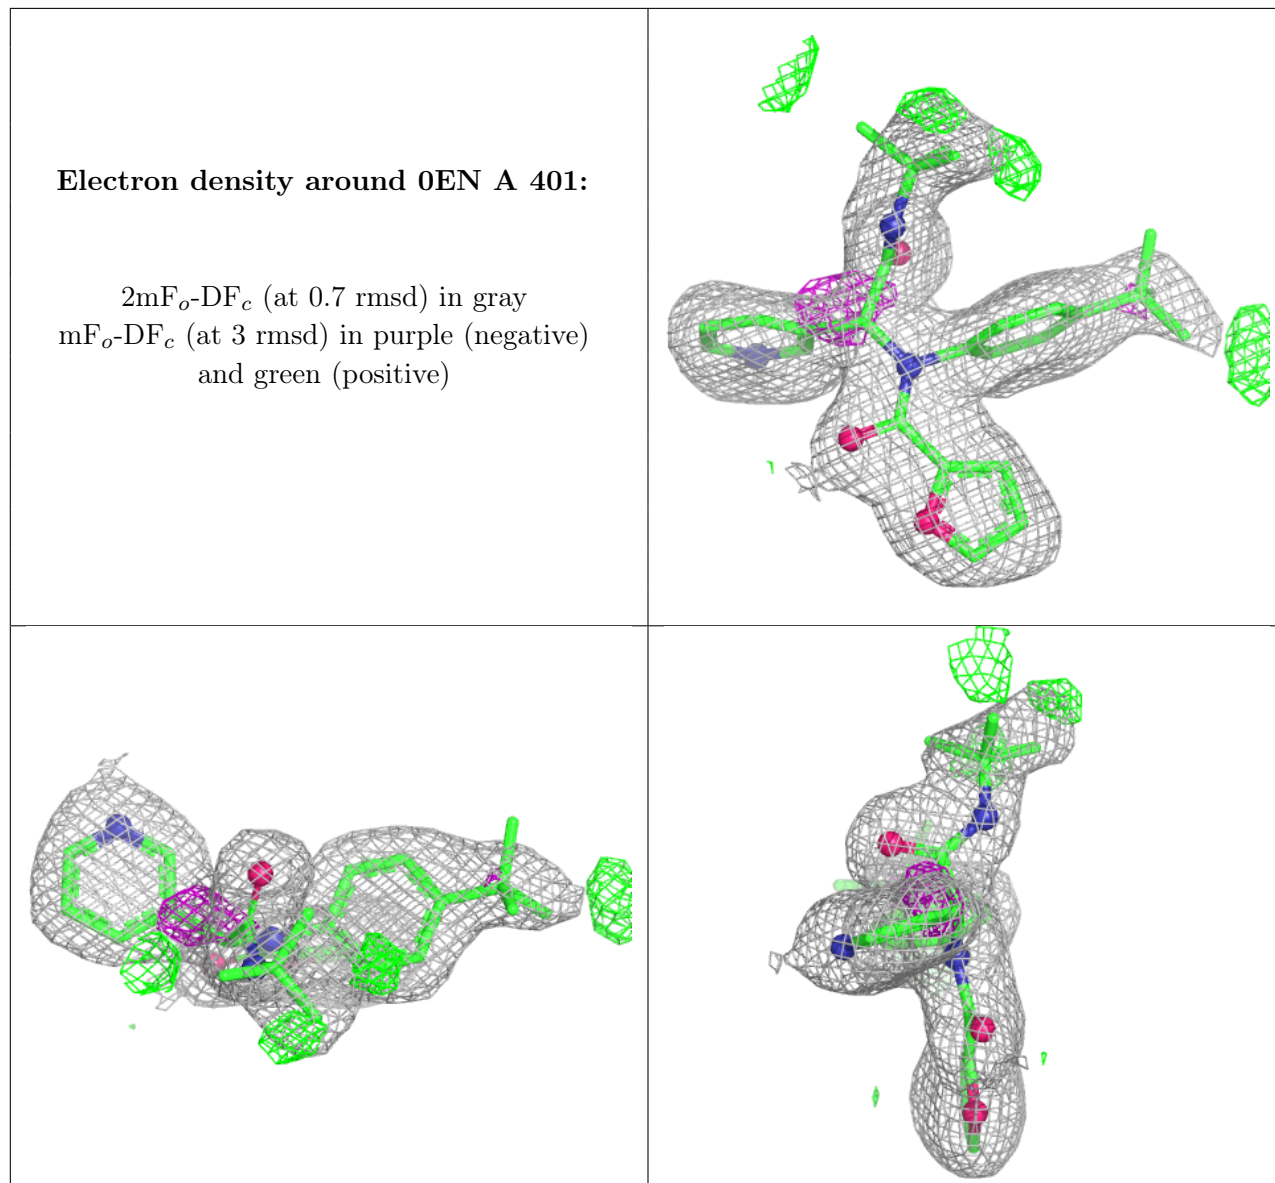 Electron density around 0EN A 401:
2mFo-DFc (at 0.7 rmsd) in gray
mFo-DFc (at 3 rmsd) in purple (negative)
and green (positive)